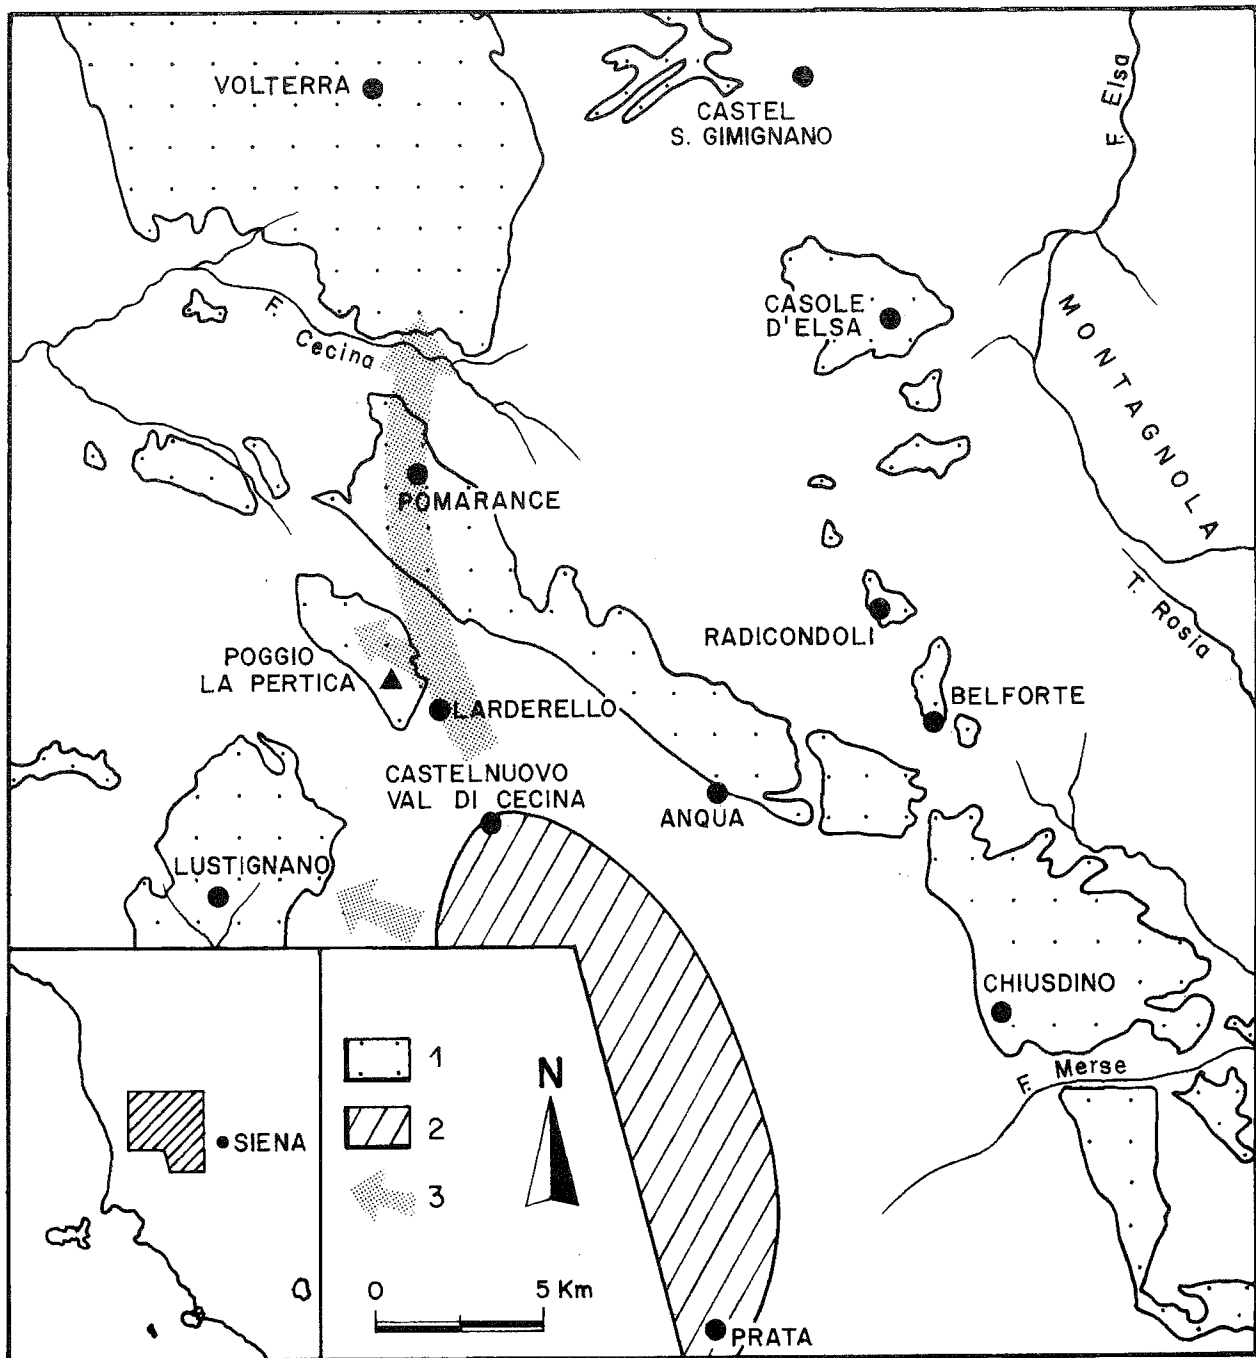 VOLTERRA
CASTEL
S. GIMIGNANO
F. Elsa
F. Cecina
CASOLE
D'ELSA
MONTAGNOLA
POMARANCE
RADICONDOLI
T. Rosia
POGGIO
LA PERTICA
LARDERELLO
BELFORTE
CASTELNUOVO
VAL DI CECINA
ANQUA
LUSTIGNANO
CHIUSDINO
F. Merse
SIENA
1
2
3
N
0 5 Km
PRATA